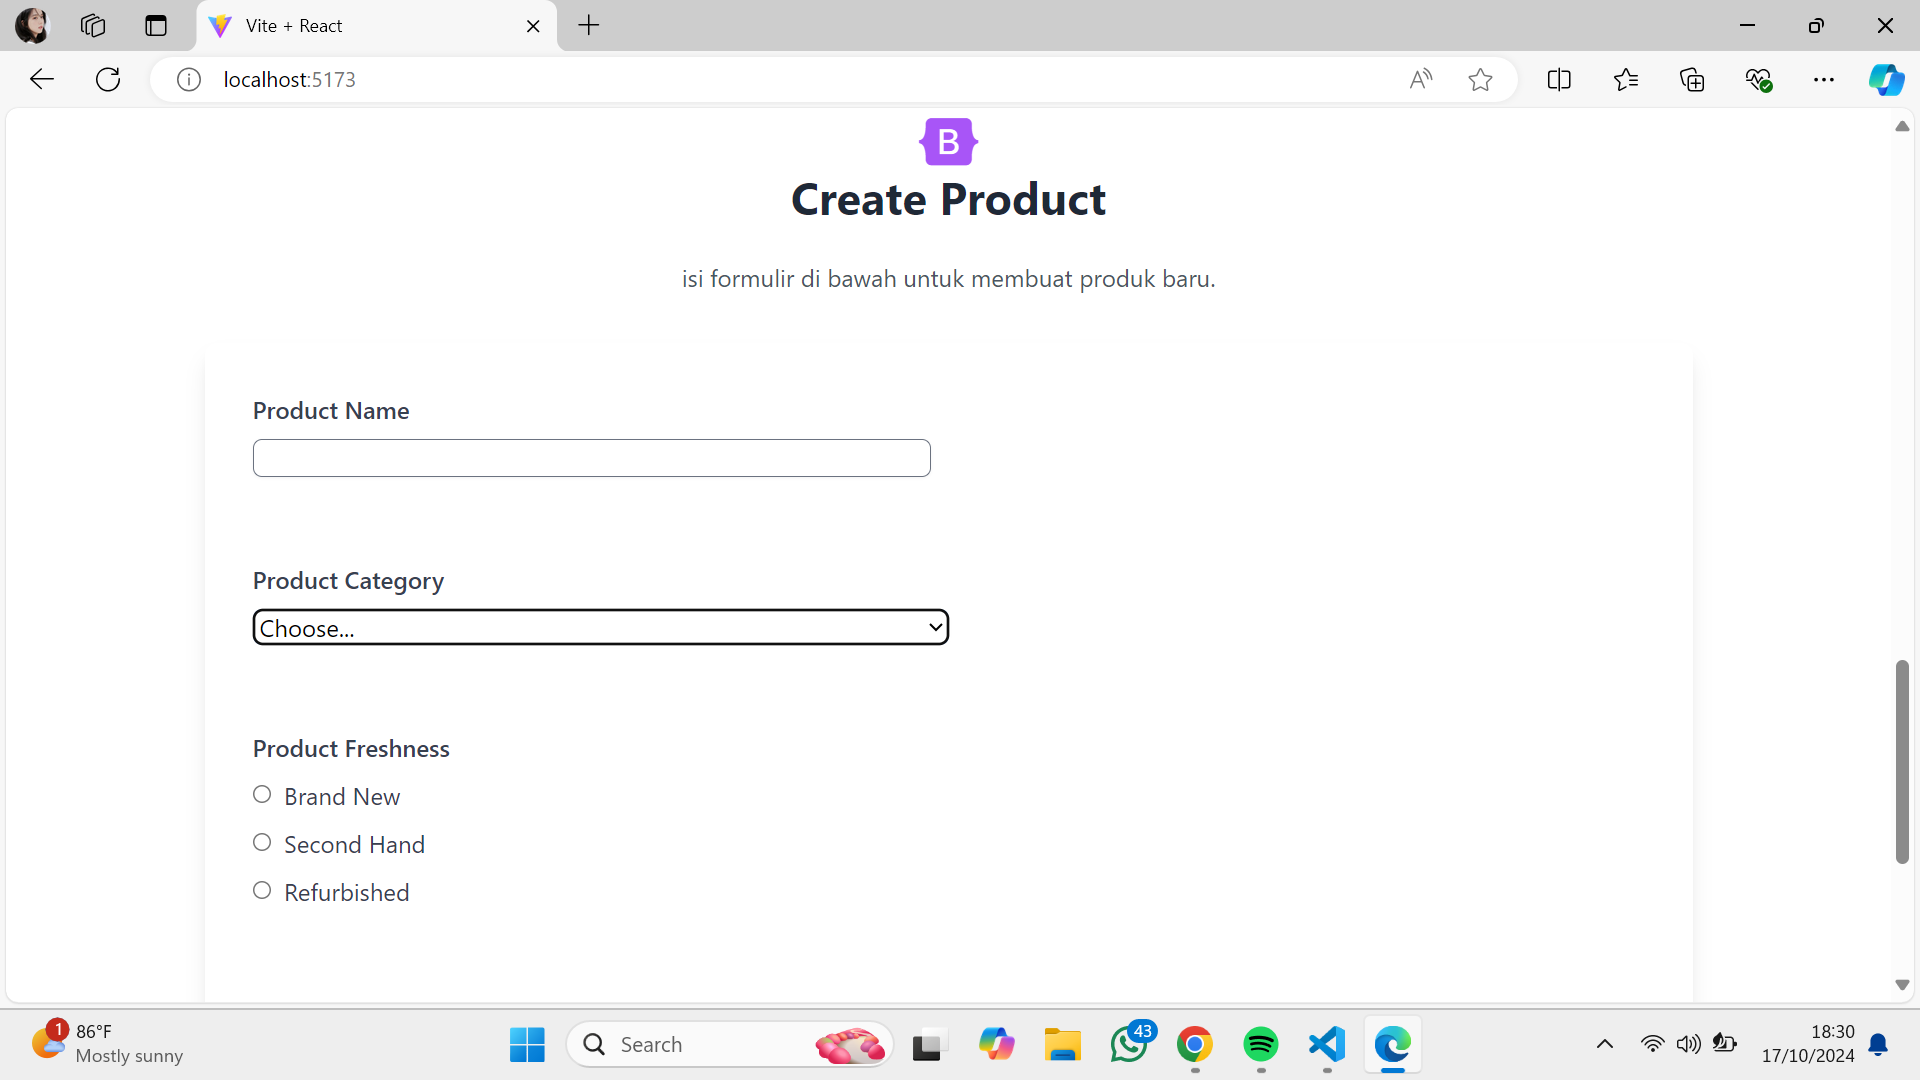 Vite + React
localhost:5173
B
Create Product
isi formulir di bawah untuk membuat produk baru.
Product Name
Product Category
Choose...
Product Freshness
Brand New
Second Hand
Refurbished
1
86°F
Mostly sunny
Search
43
18:30
17/10/2024